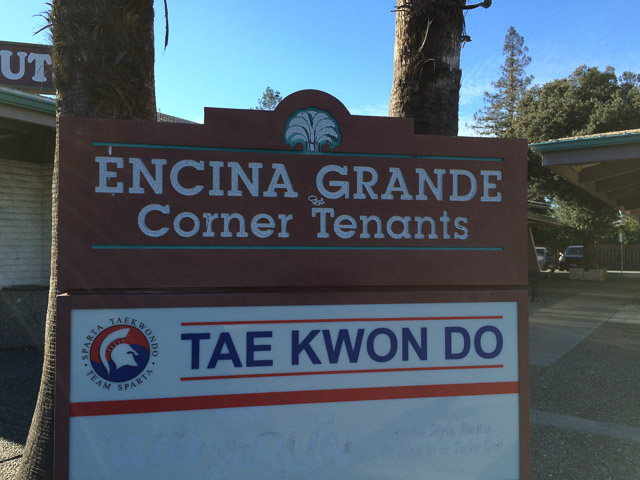 UT
ENCINA GRANDE
Corner Tenants
SPARTA TAEKWONDO
TEAM SPARTA
TAE KWON DO